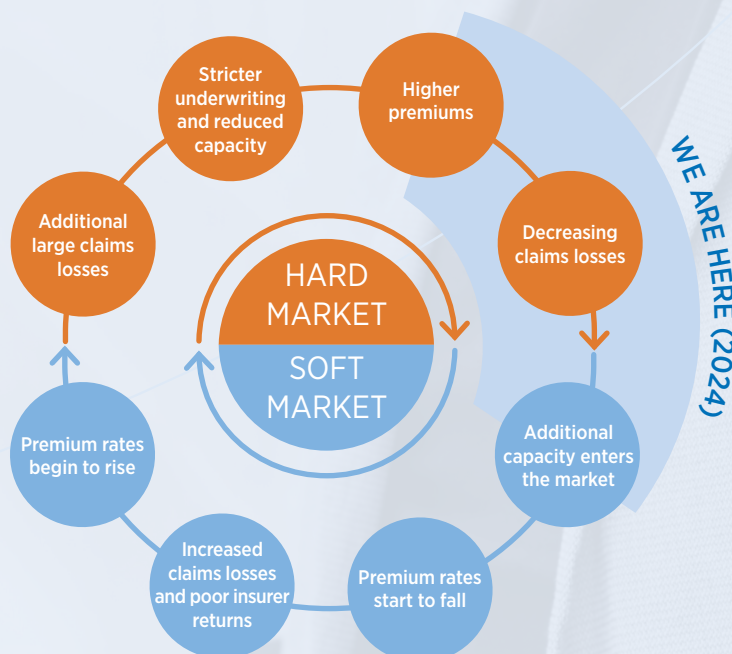 Stricter
underwriting
and reduced
capacity
Higher
premiums
WE ARE HERE (2024)
Additional
large claims
losses
Decreasing
claims losses
HARD
MARKET
SOFT
MARKET
Premium rates
begin to rise
Additional
capacity enters
the market
Increased
claims losses
and poor insurer
returns
Premium rates
start to fall